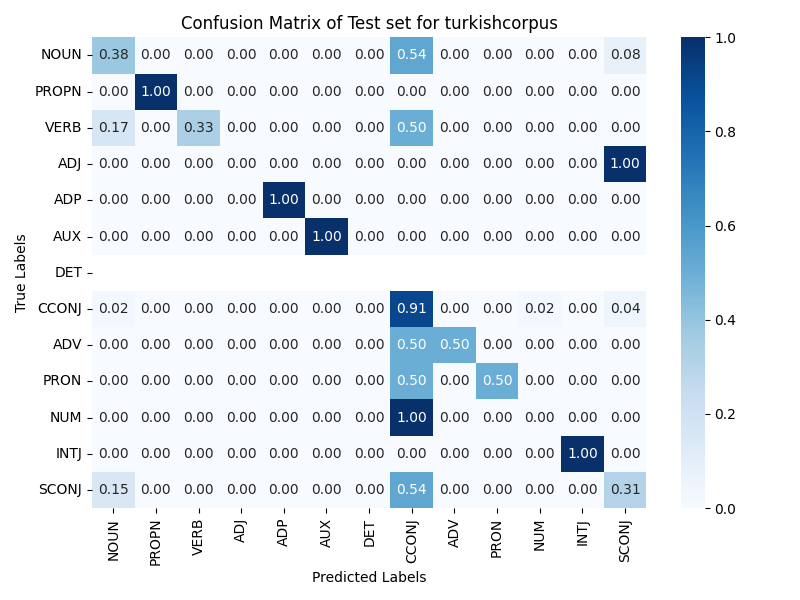 Confusion Matrix of Test set for turkishcorpus
True Labels
NOUN 0.38 0.00 0.00 0.00 0.00 0.00 0.00 0.54 0.00 0.00 0.00 0.00 0.08
PROPN 0.00 1.00 0.00 0.00 0.00 0.00 0.00 0.00 0.00 0.00 0.00 0.00 0.00
VERB 0.17 0.00 0.33 0.00 0.00 0.00 0.00 0.50 0.00 0.00 0.00 0.00 0.00
ADJ 0.00 0.00 0.00 0.00 0.00 0.00 0.00 0.00 0.00 0.00 0.00 0.00 1.00
ADP 0.00 0.00 0.00 0.00 1.00 0.00 0.00 0.00 0.00 0.00 0.00 0.00 0.00
AUX 0.00 0.00 0.00 0.00 0.00 1.00 0.00 0.00 0.00 0.00 0.00 0.00 0.00
DET
CCONJ 0.02 0.00 0.00 0.00 0.00 0.00 0.00 0.91 0.00 0.00 0.02 0.00 0.04
ADV 0.00 0.00 0.00 0.00 0.00 0.00 0.00 0.50 0.50 0.00 0.00 0.00 0.00
PRON 0.00 0.00 0.00 0.00 0.00 0.00 0.00 0.50 0.00 0.50 0.00 0.00 0.00
NUM 0.00 0.00 0.00 0.00 0.00 0.00 0.00 1.00 0.00 0.00 0.00 0.00 0.00
INTJ 0.00 0.00 0.00 0.00 0.00 0.00 0.00 0.00 0.00 0.00 0.00 1.00 0.00
SCONJ 0.15 0.00 0.00 0.00 0.00 0.00 0.00 0.54 0.00 0.00 0.00 0.00 0.31
NOUN PROPN VERB ADJ ADP AUX DET CCONJ ADV PRON NUM INTJ SCONJ
Predicted Labels
1.0
0.8
0.6
0.4
0.2
0.0